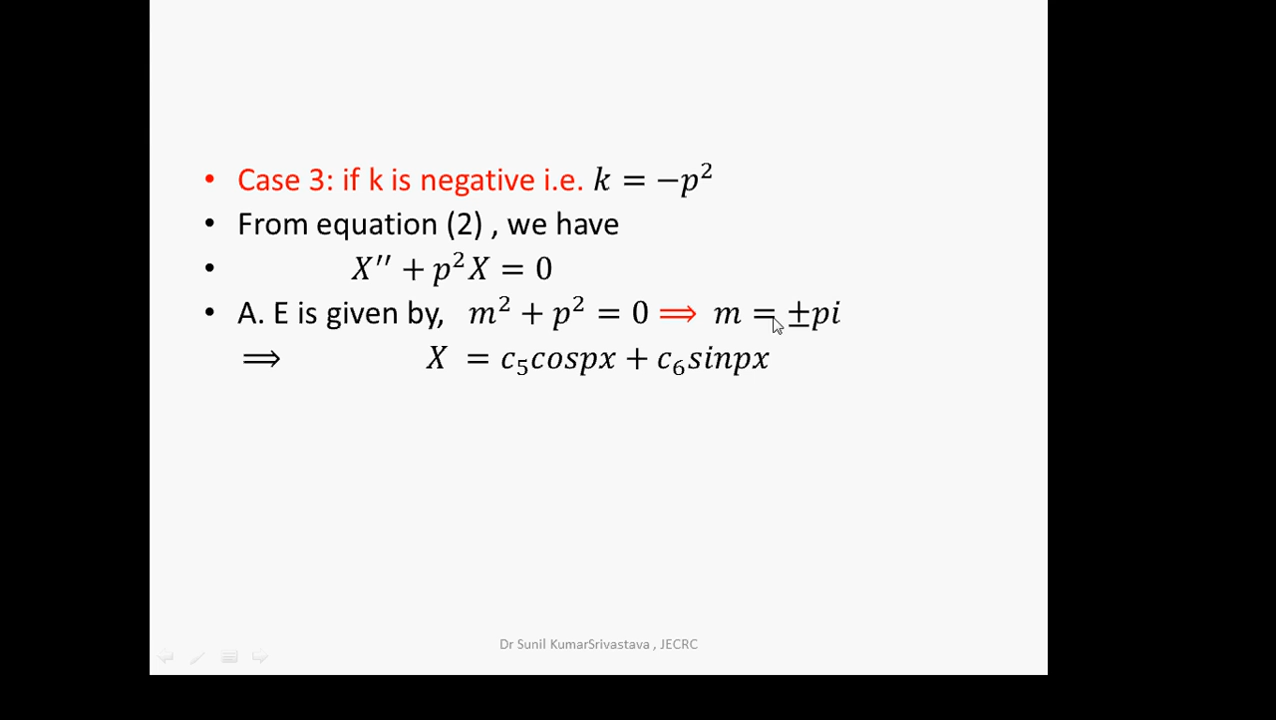 • Case 3: if k is negative i.e. k = −p²
• From equation (2) , we have
• X′′ + p²X = 0
• A. E is given by, m² + p² = 0 ⟹ m = ±pi
⟹ X = c₅cospx + c₆sinpx
Dr Sunil KumarSrivastava , JECRC